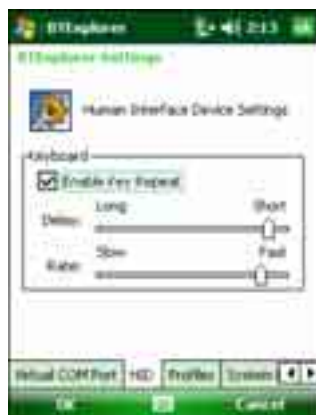 BTExplorer 2:13
BTExplorer Settings
Human Interface Device Settings
Keyboard
Enable Key Repeat
Long Short
Delay:
Slow Fast
Rate:
Virtual COM Port HID Profiles System
OK Cancel